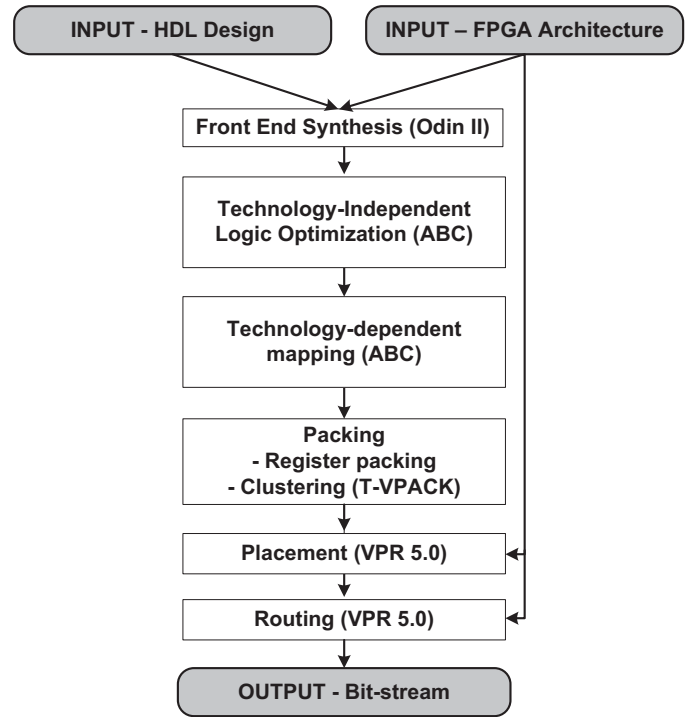 INPUT - HDL Design
INPUT – FPGA Architecture
Front End Synthesis (Odin II)
Technology-Independent
Logic Optimization (ABC)
Technology-dependent
mapping (ABC)
Packing
- Register packing
- Clustering (T-VPACK)
Placement (VPR 5.0)
Routing (VPR 5.0)
OUTPUT - Bit-stream